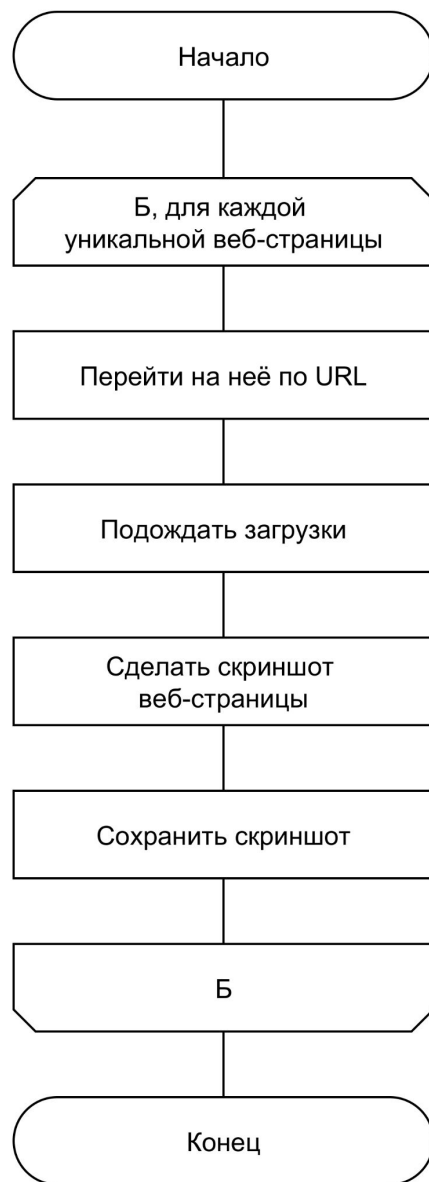 Начало
Б, для каждой
уникальной веб-страницы
Перейти на неё по URL
Подождать загрузки
Сделать скриншот
веб-страницы
Сохранить скриншот
Б
Конец